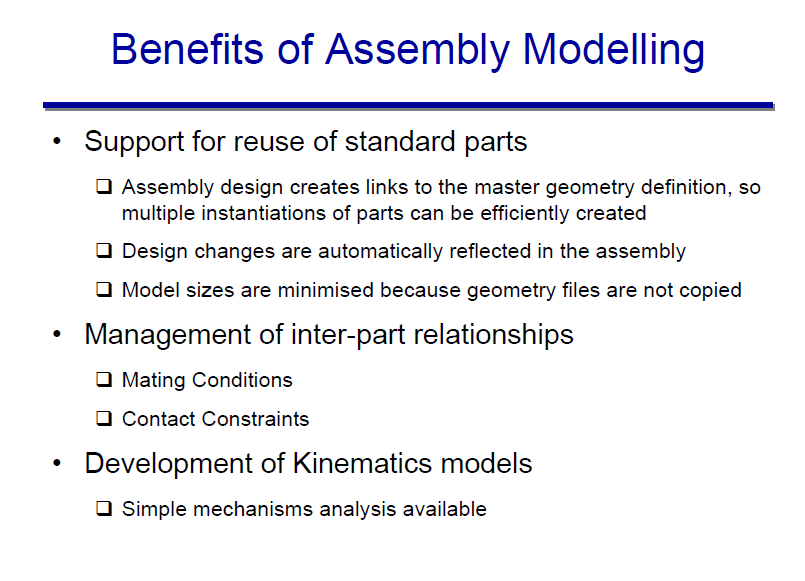 Benefits of Assembly Modelling
• Support for reuse of standard parts
❑ Assembly design creates links to the master geometry definition, so
multiple instantiations of parts can be efficiently created
❑ Design changes are automatically reflected in the assembly
❑ Model sizes are minimised because geometry files are not copied
• Management of inter-part relationships
❑ Mating Conditions
❑ Contact Constraints
• Development of Kinematics models
❑ Simple mechanisms analysis available